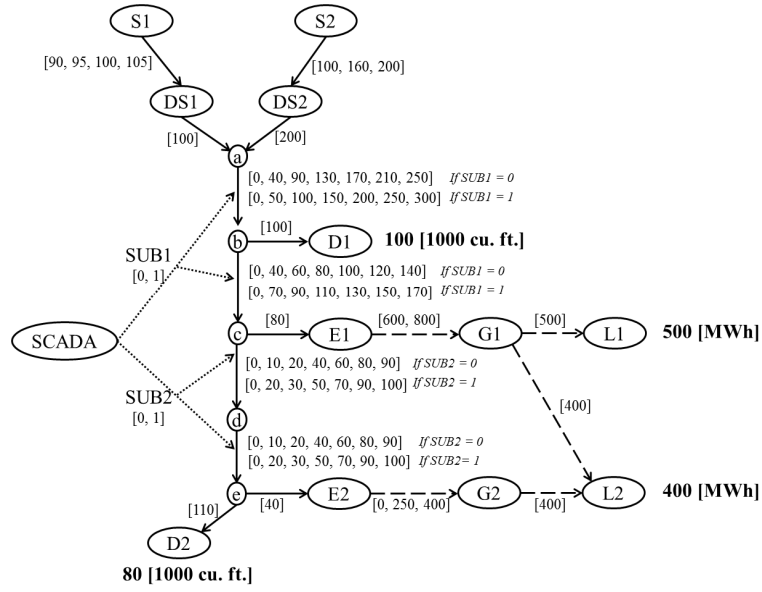 S1
S2
[90, 95, 100, 105]
[100, 160, 200]
DS1
DS2
[100]
[200]
a
[0, 40, 90, 130, 170, 210, 250] If SUB1 = 0
[0, 50, 100, 150, 200, 250, 300] If SUB1 = 1
b
[100]
D1
100 [1000 cu. ft.]
SUB1
[0, 1]
[0, 40, 60, 80, 100, 120, 140] If SUB1 = 0
[0, 70, 90, 110, 130, 150, 170] If SUB1 = 1
SCADA
c
[80]
E1
[600, 800]
G1
[500]
L1
500 [MWh]
[0, 10, 20, 40, 60, 80, 90] If SUB2 = 0
[0, 20, 30, 50, 70, 90, 100] If SUB2 = 1
SUB2
[0, 1]
[400]
d
[0, 10, 20, 40, 60, 80, 90] If SUB2 = 0
[0, 20, 30, 50, 70, 90, 100] If SUB2= 1
e
[40]
E2
[0, 250, 400]
G2
[400]
L2
400 [MWh]
[110]
D2
80 [1000 cu. ft.]